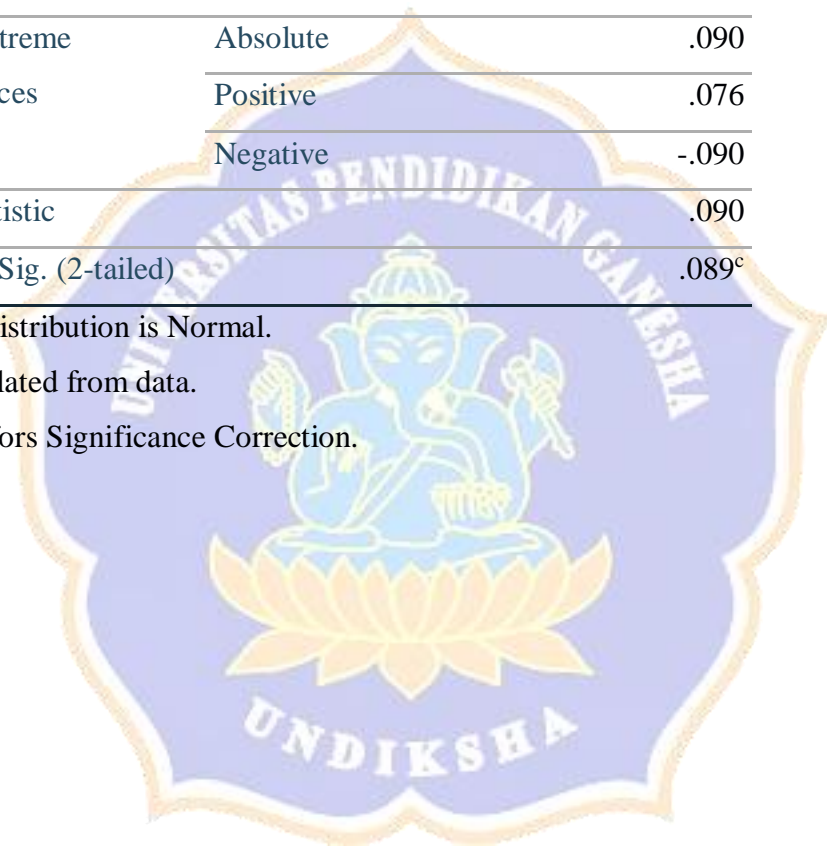 treme Absolute .090
ces Positive .076
Negative -.090
tistic .090
Sig. (2-tailed) .089ᶜ
istribution is Normal.
lated from data.
fors Significance Correction.
UNIVERSITAS PENDIDIKAN GANESHA
UNDIKSHA